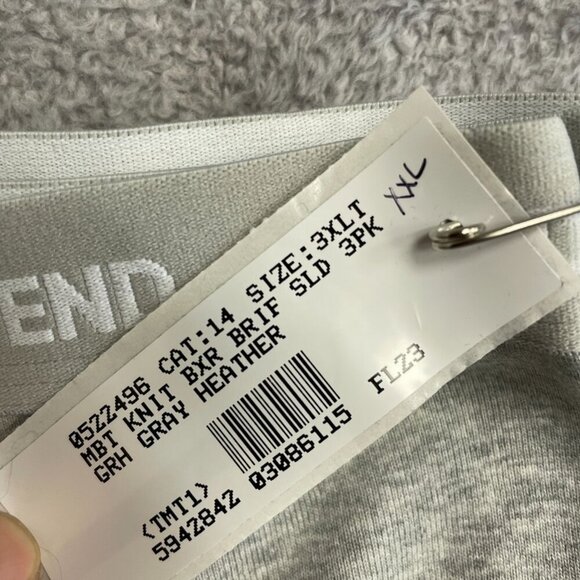 END
0522496 CAT:14 SIZE:3XLT
XXL
MBT KNIT BXR BRIF SLD 3PK
GRH GRAY HEATHER
FL23
03086115
(TMT1)
5942842